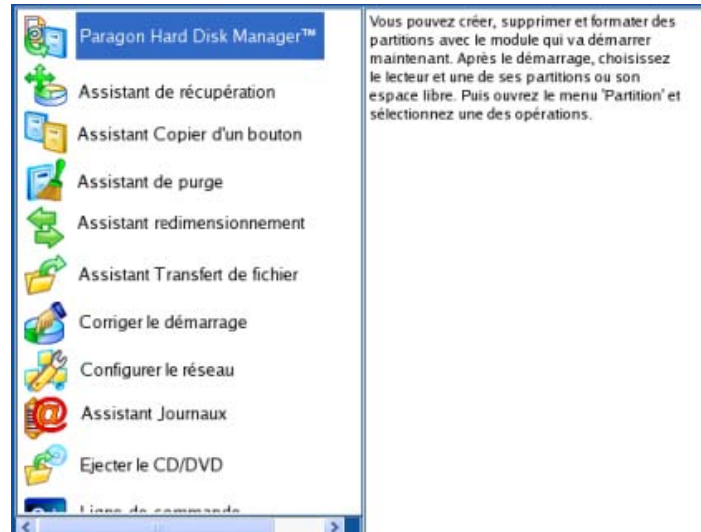 Paragon Hard Disk Manager™
Assistant de récupération
Assistant Copier d'un bouton
Assistant de purge
Assistant redimensionnement
Assistant Transfert de fichier
Corriger le démarrage
Configurer le réseau
Assistant Journaux
Ejecter le CD/DVD
Ligne de commande
Vous pouvez créer, supprimer et formater des
partitions avec le module qui va démarrer
maintenant. Après le démarrage, choisissez
le lecteur et une de ses partitions ou son
espace libre. Puis ouvrez le menu 'Partition' et
sélectionnez une des opérations.